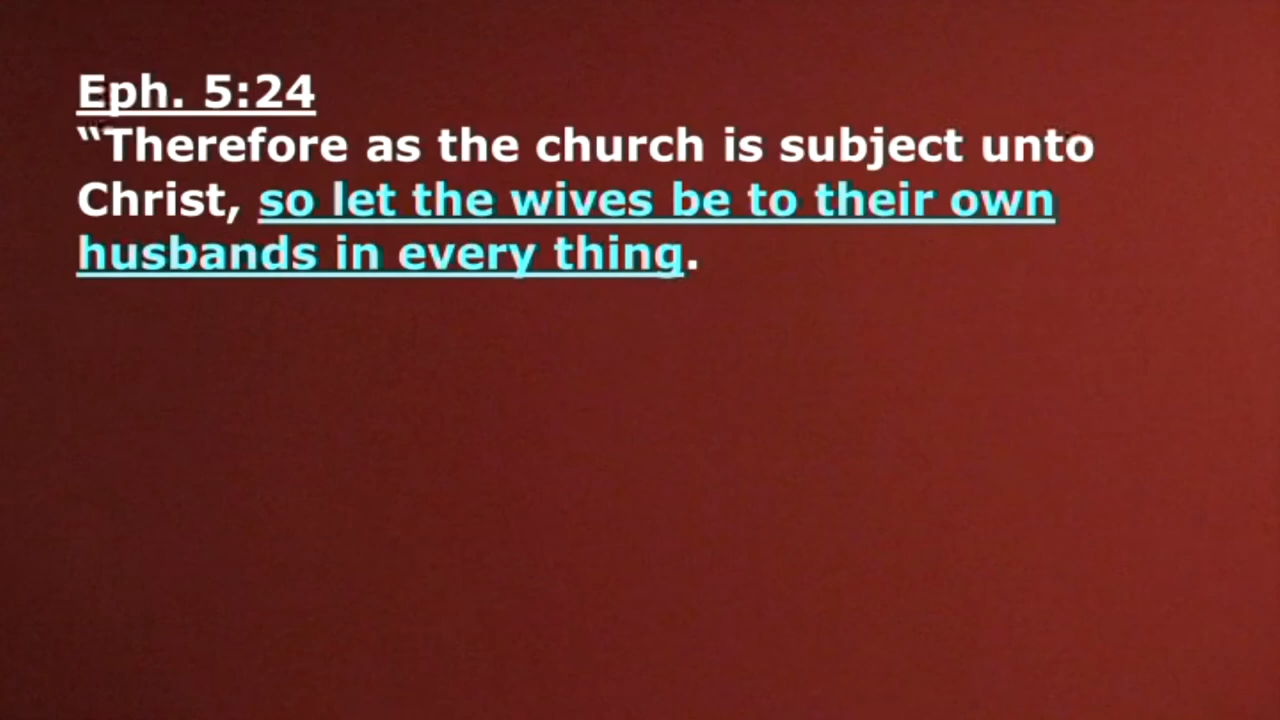 Eph. 5:24
“Therefore as the church is subject unto
Christ, so let the wives be to their own
husbands in every thing.